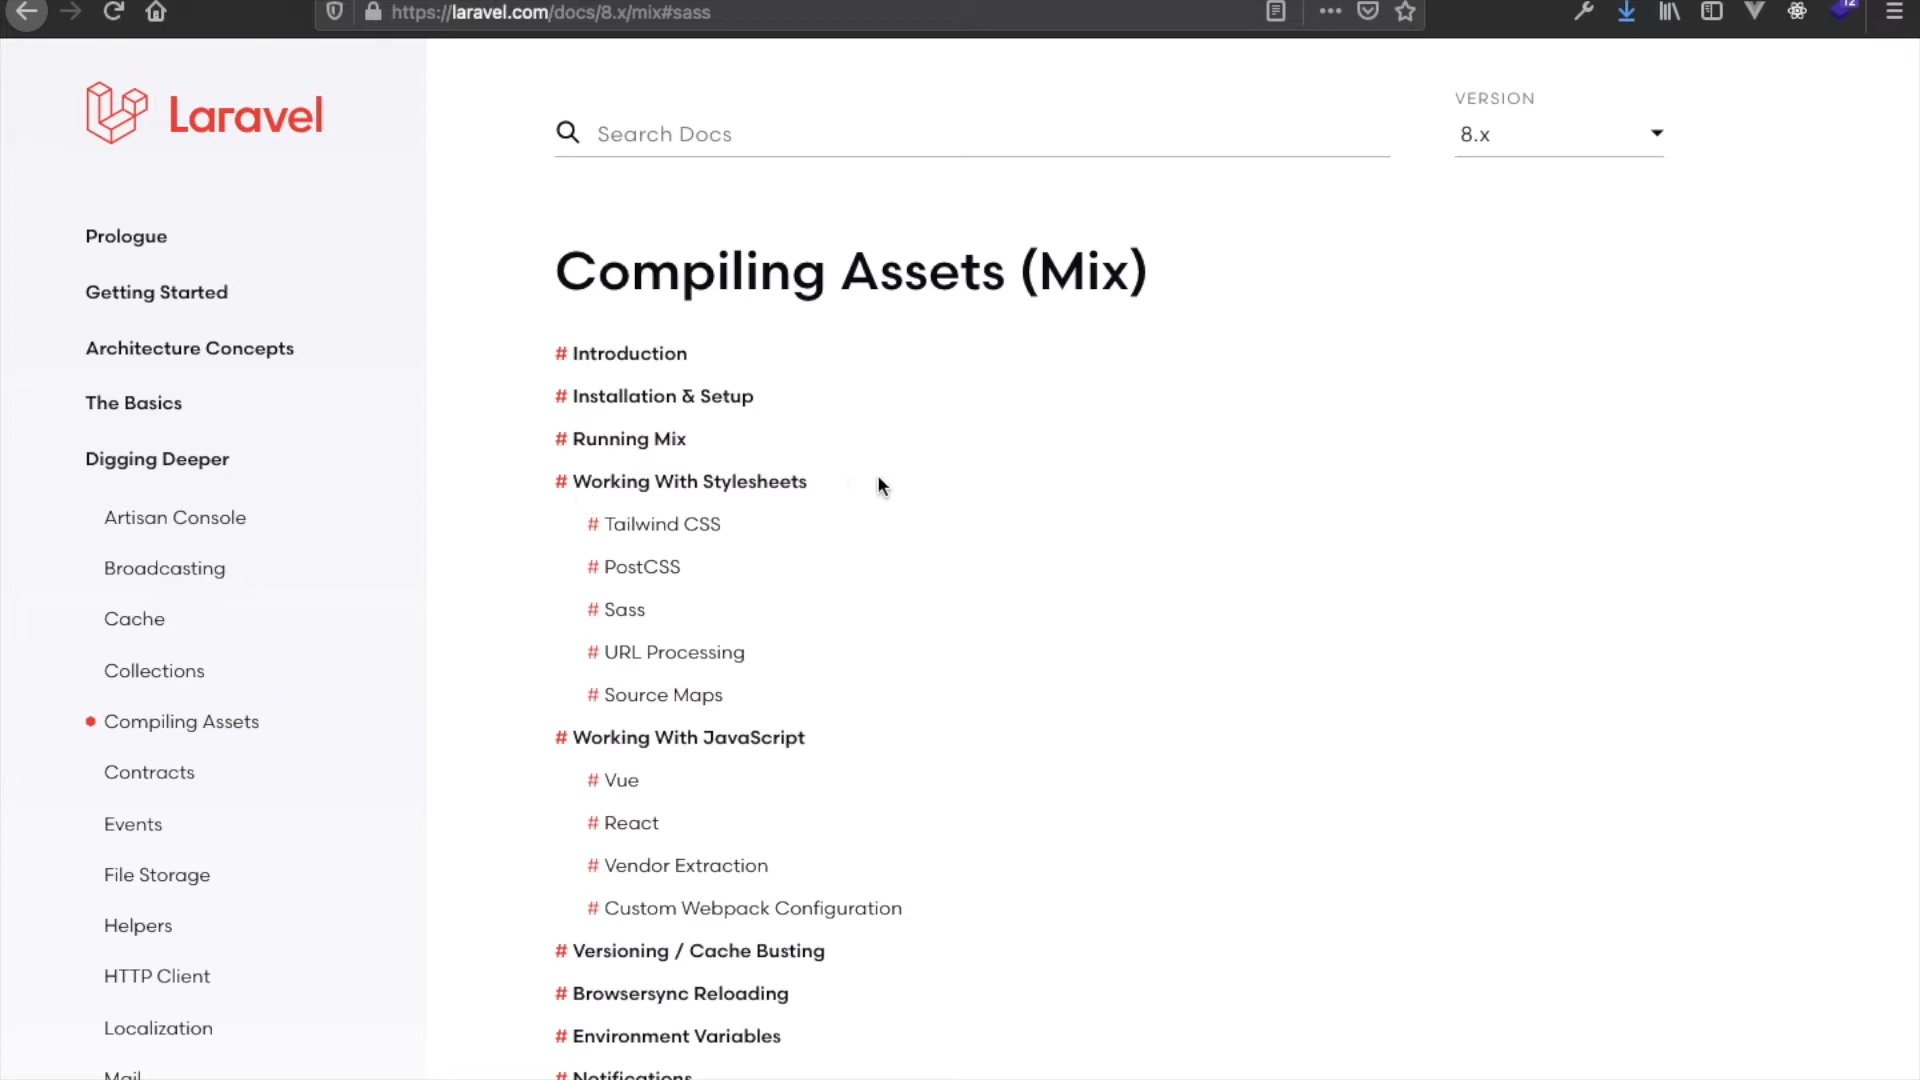 https://laravel.com/docs/8.x/mix#sass
12
Laravel
Search Docs
VERSION
8.x
Prologue
Getting Started
Architecture Concepts
The Basics
Digging Deeper
Artisan Console
Broadcasting
Cache
Collections
Compiling Assets
Contracts
Events
File Storage
Helpers
HTTP Client
Localization
Mail
Compiling Assets (Mix)
# Introduction
# Installation & Setup
# Running Mix
# Working With Stylesheets
# Tailwind CSS
# PostCSS
# Sass
# URL Processing
# Source Maps
# Working With JavaScript
# Vue
# React
# Vendor Extraction
# Custom Webpack Configuration
# Versioning / Cache Busting
# Browsersync Reloading
# Environment Variables
# Notifications